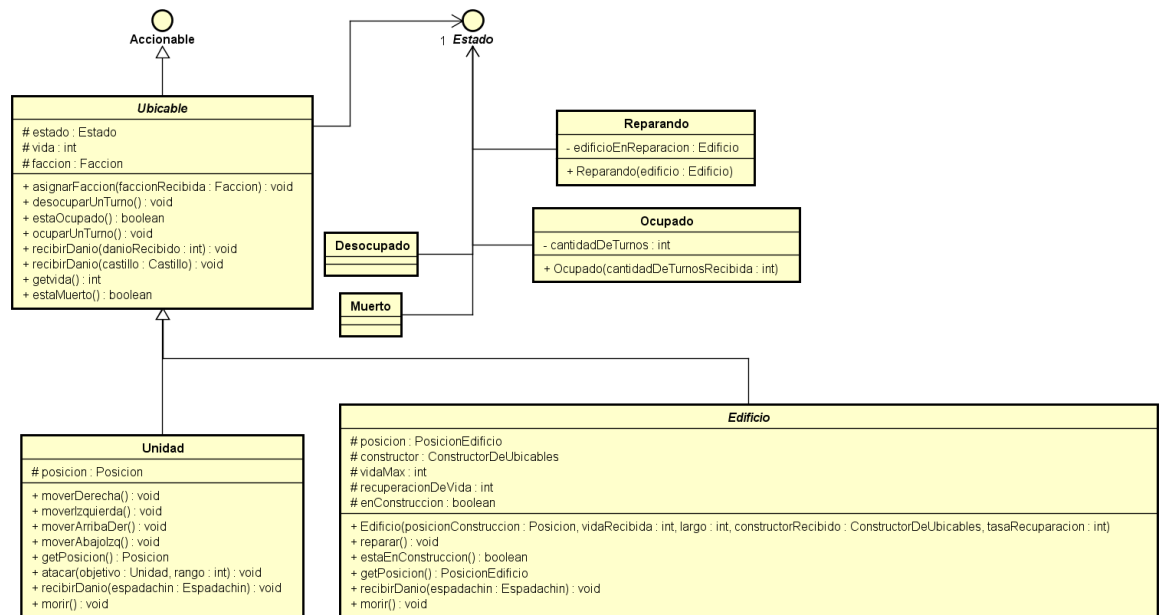 Accionable
1 Estado
Ubicable
# estado : Estado
# vida : int
# faccion : Faccion
+ asignarFaccion(faccionRecibida : Faccion) : void
+ desocuparUnTurno() : void
+ estaOcupado() : boolean
+ ocuparUnTurno() : void
+ recibirDanio(danioRecibido : int) : void
+ recibirDanio(castillo : Castillo) : void
+ getvida() : int
+ estaMuerto() : boolean
Reparando
- edificioEnReparacion : Edificio
+ Reparando(edificio : Edificio)
Ocupado
- cantidadDeTurnos : int
+ Ocupado(cantidadDeTurnosRecibida : int)
Desocupado
Muerto
Unidad
# posicion : Posicion
+ moverDerecha() : void
+ moverIzquierda() : void
+ moverArribaDer() : void
+ moverAbajoIzq() : void
+ getPosicion() : Posicion
+ atacar(objetivo : Unidad, rango : int) : void
+ recibirDanio(espadachin : Espadachin) : void
+ morir() : void
Edificio
# posicion : PosicionEdificio
# constructor : ConstructorDeUbicables
# vidaMax : int
# recuperacionDeVida : int
# enConstruccion : boolean
+ Edificio(posicionConstruccion : Posicion, vidaRecibida : int, largo : int, constructorRecibido : ConstructorDeUbicables, tasaRecuparacion : int)
+ reparar() : void
+ estaEnConstruccion() : boolean
+ getPosicion() : PosicionEdificio
+ recibirDanio(espadachin : Espadachin) : void
+ morir() : void